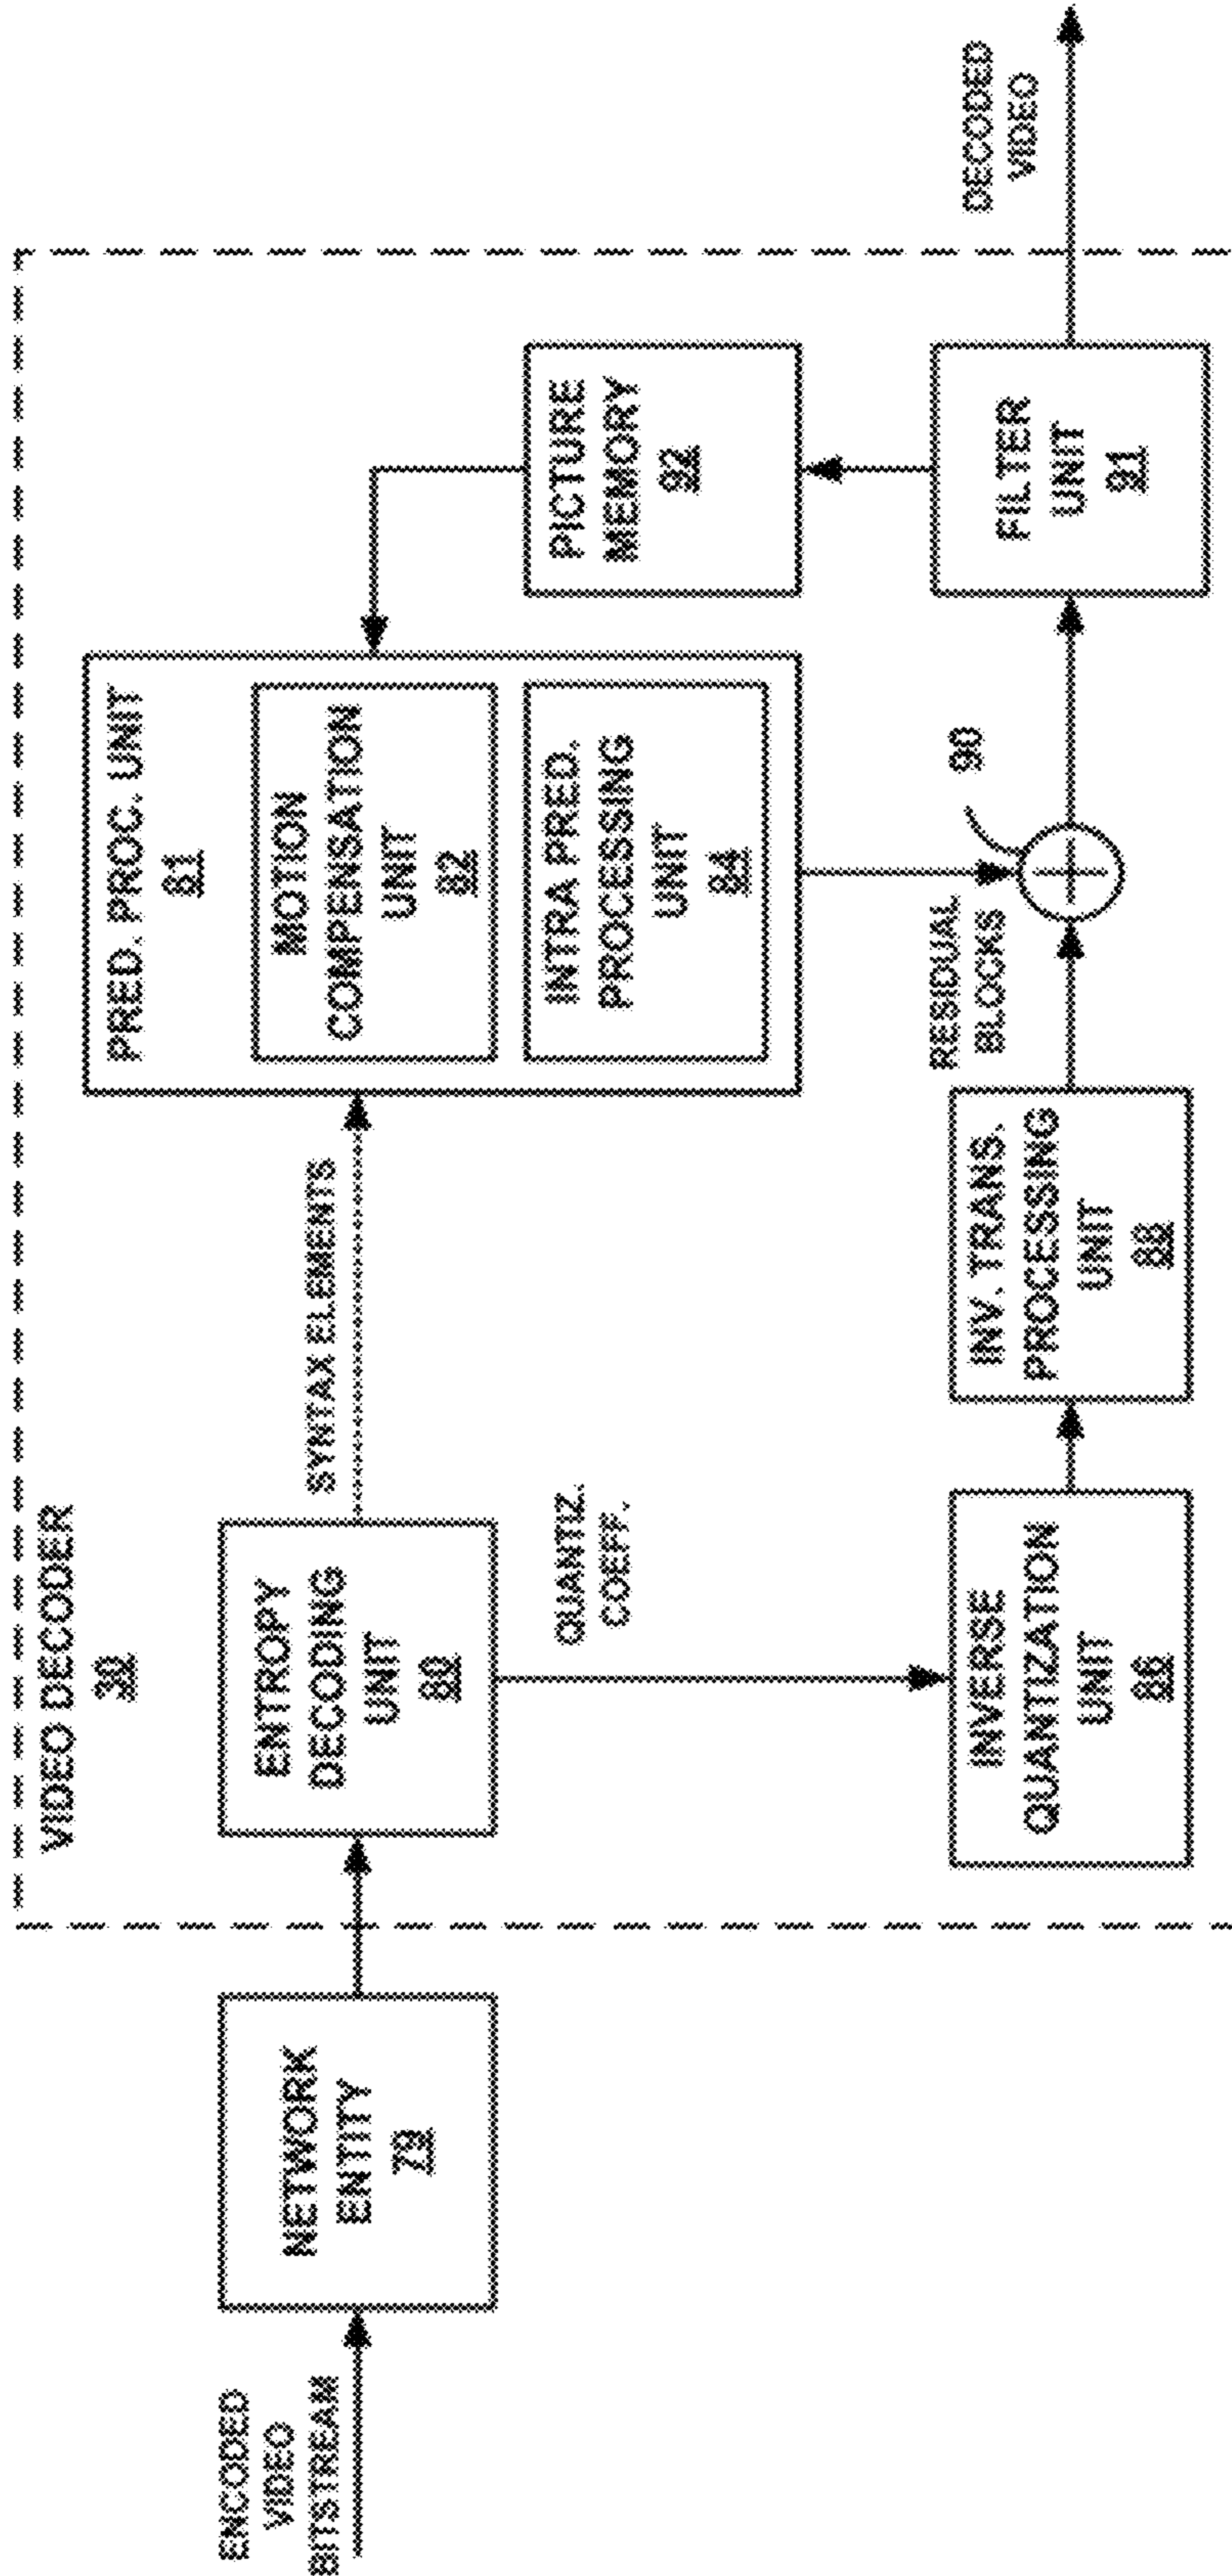 VIDEO DECODER
30
ENCODED
VIDEO
BITSTREAM
NETWORK
ENTITY
79
ENTROPY
DECODING
UNIT
80
SYNTAX ELEMENTS
QUANTIZ.
COEFF.
PRED. PROC. UNIT
81
MOTION
COMPENSATION
UNIT
82
INTRA PRED.
PROCESSING
UNIT
84
PICTURE
MEMORY
92
INVERSE
QUANTIZATION
UNIT
86
INV. TRANS.
PROCESSING
UNIT
88
RESIDUAL
BLOCKS
90
FILTER
UNIT
91
DECODED
VIDEO